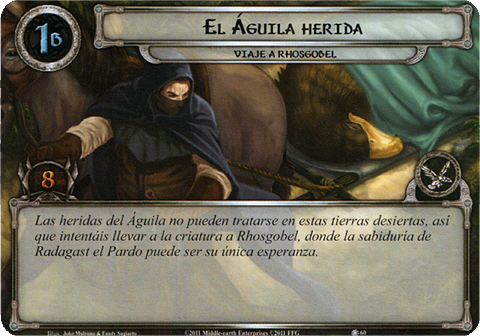 1B
El Águila herida
Viaje a Rhosgobel
8
Las heridas del Águila no pueden tratarse en estas tierras desiertas, así
que intentáis llevar a la criatura a Rhosgobel, donde la sabiduría de
Radagast el Pardo puede ser su única esperanza.
©2011 Middle-earth Enterprises ©2011 FFG
60